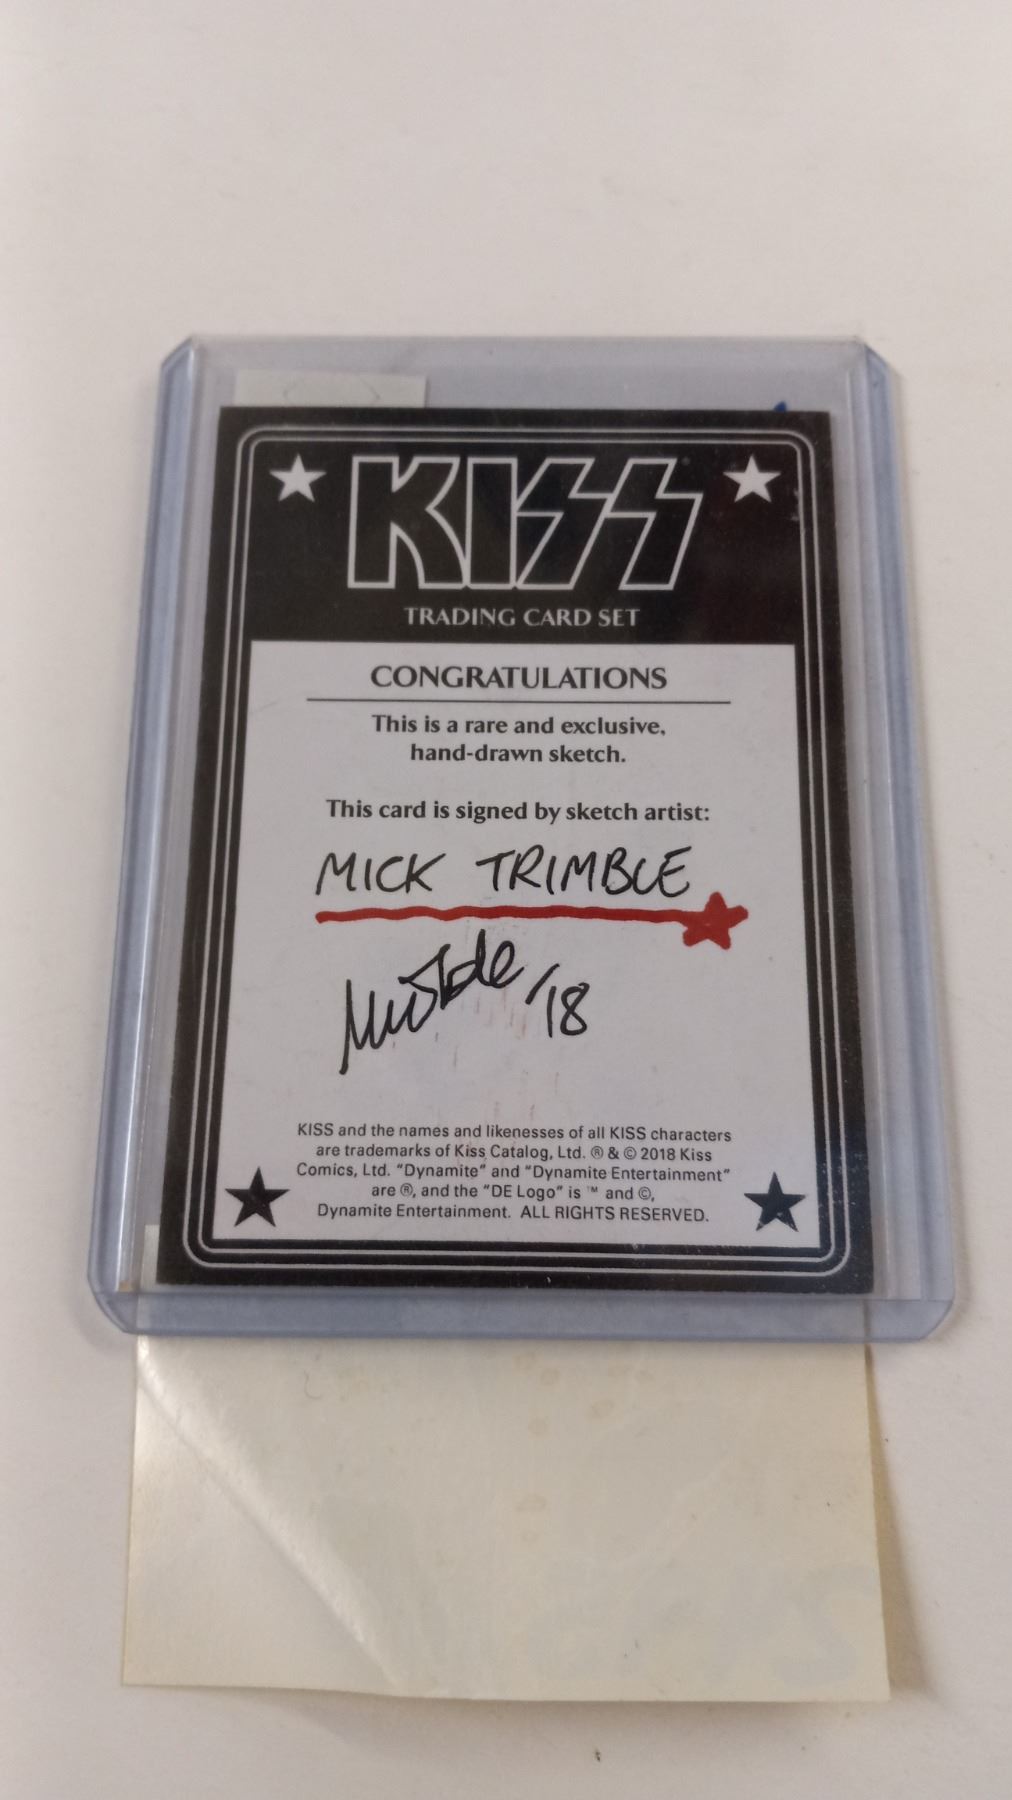 KISS
TRADING CARD SET
CONGRATULATIONS
This is a rare and exclusive,
hand-drawn sketch.
This card is signed by sketch artist:
MICK TRIMBLE
/18
KISS and the names and likenesses of all KISS characters
are trademarks of Kiss Catalog, Ltd. ® & © 2018 Kiss
Comics, Ltd. “Dynamite” and “Dynamite Entertainment”
are ®, and the “DE Logo” is ™ and ©,
Dynamite Entertainment. ALL RIGHTS RESERVED.